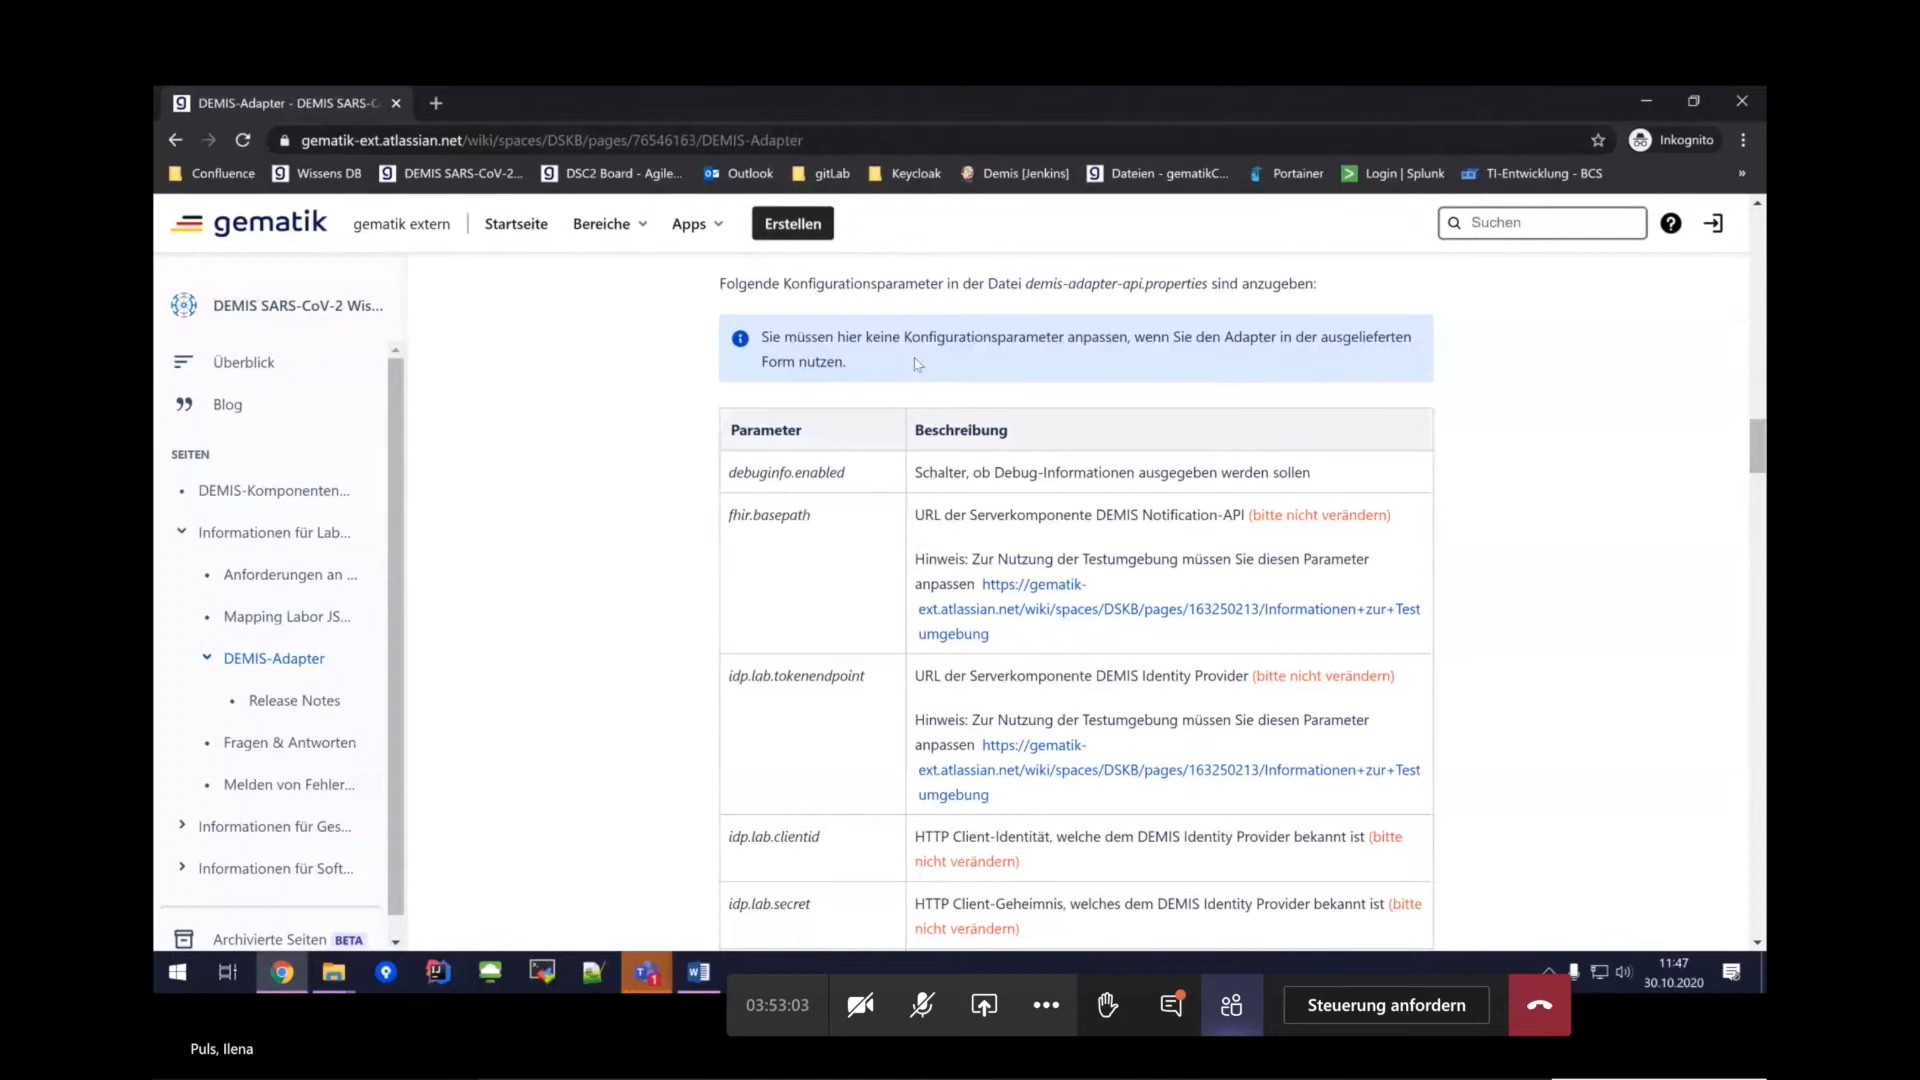 DEMIS-Adapter - DEMIS SARS-C
gematik-ext.atlassian.net/wiki/spaces/DSKB/pages/76546163/DEMIS-Adapter
Inkognito
Confluence
Wissens DB
DEMIS SARS-CoV-2...
DSC2 Board - Agile...
Outlook
gitLab
Keycloak
Demis [Jenkins]
Dateien - gematikC...
Portainer
Login | Splunk
TI-Entwicklung - BCS
»
gematik
gematik extern
Startseite
Bereiche
Apps
Erstellen
Suchen
DEMIS SARS-CoV-2 Wis...
Überblick
Blog
SEITEN
DEMIS-Komponenten...
Informationen für Lab...
Anforderungen an ...
Mapping Labor JS...
DEMIS-Adapter
Release Notes
Fragen & Antworten
Melden von Fehler...
Informationen für Ges...
Informationen für Soft...
Archivierte Seiten BETA
Folgende Konfigurationsparameter in der Datei demis-adapter-api.properties sind anzugeben:
Sie müssen hier keine Konfigurationsparameter anpassen, wenn Sie den Adapter in der ausgelieferten
Form nutzen.
Parameter Beschreibung
debuginfo.enabled Schalter, ob Debug-Informationen ausgegeben werden sollen
fhir.basepath URL der Serverkomponente DEMIS Notification-API (bitte nicht verändern)
Hinweis: Zur Nutzung der Testumgebung müssen Sie diesen Parameter
anpassen https://gematik-
ext.atlassian.net/wiki/spaces/DSKB/pages/163250213/Informationen+zur+Test
umgebung
idp.lab.tokenendpoint URL der Serverkomponente DEMIS Identity Provider (bitte nicht verändern)
Hinweis: Zur Nutzung der Testumgebung müssen Sie diesen Parameter
anpassen https://gematik-
ext.atlassian.net/wiki/spaces/DSKB/pages/163250213/Informationen+zur+Test
umgebung
idp.lab.clientid HTTP Client-Identität, welche dem DEMIS Identity Provider bekannt ist (bitte
nicht verändern)
idp.lab.secret HTTP Client-Geheimnis, welches dem DEMIS Identity Provider bekannt ist (bitte
nicht verändern)
11:47
30.10.2020
03:53:03
Steuerung anfordern
Puls, Ilena